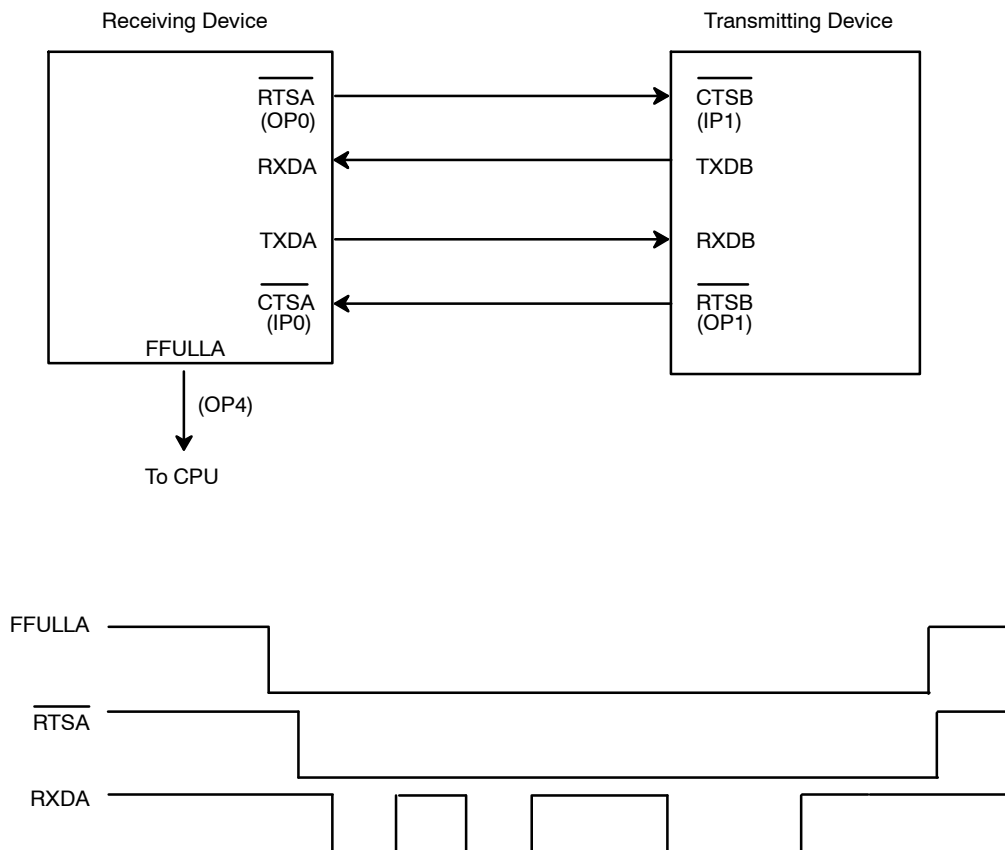 Receiving Device
Transmitting Device
RTSA
(OP0)
RXDA
TXDA
CTSA
(IP0)
FFULLA
CTSB
(IP1)
TXDB
RXDB
RTSB
(OP1)
(OP4)
To CPU
FFULLA
RTSA
RXDA